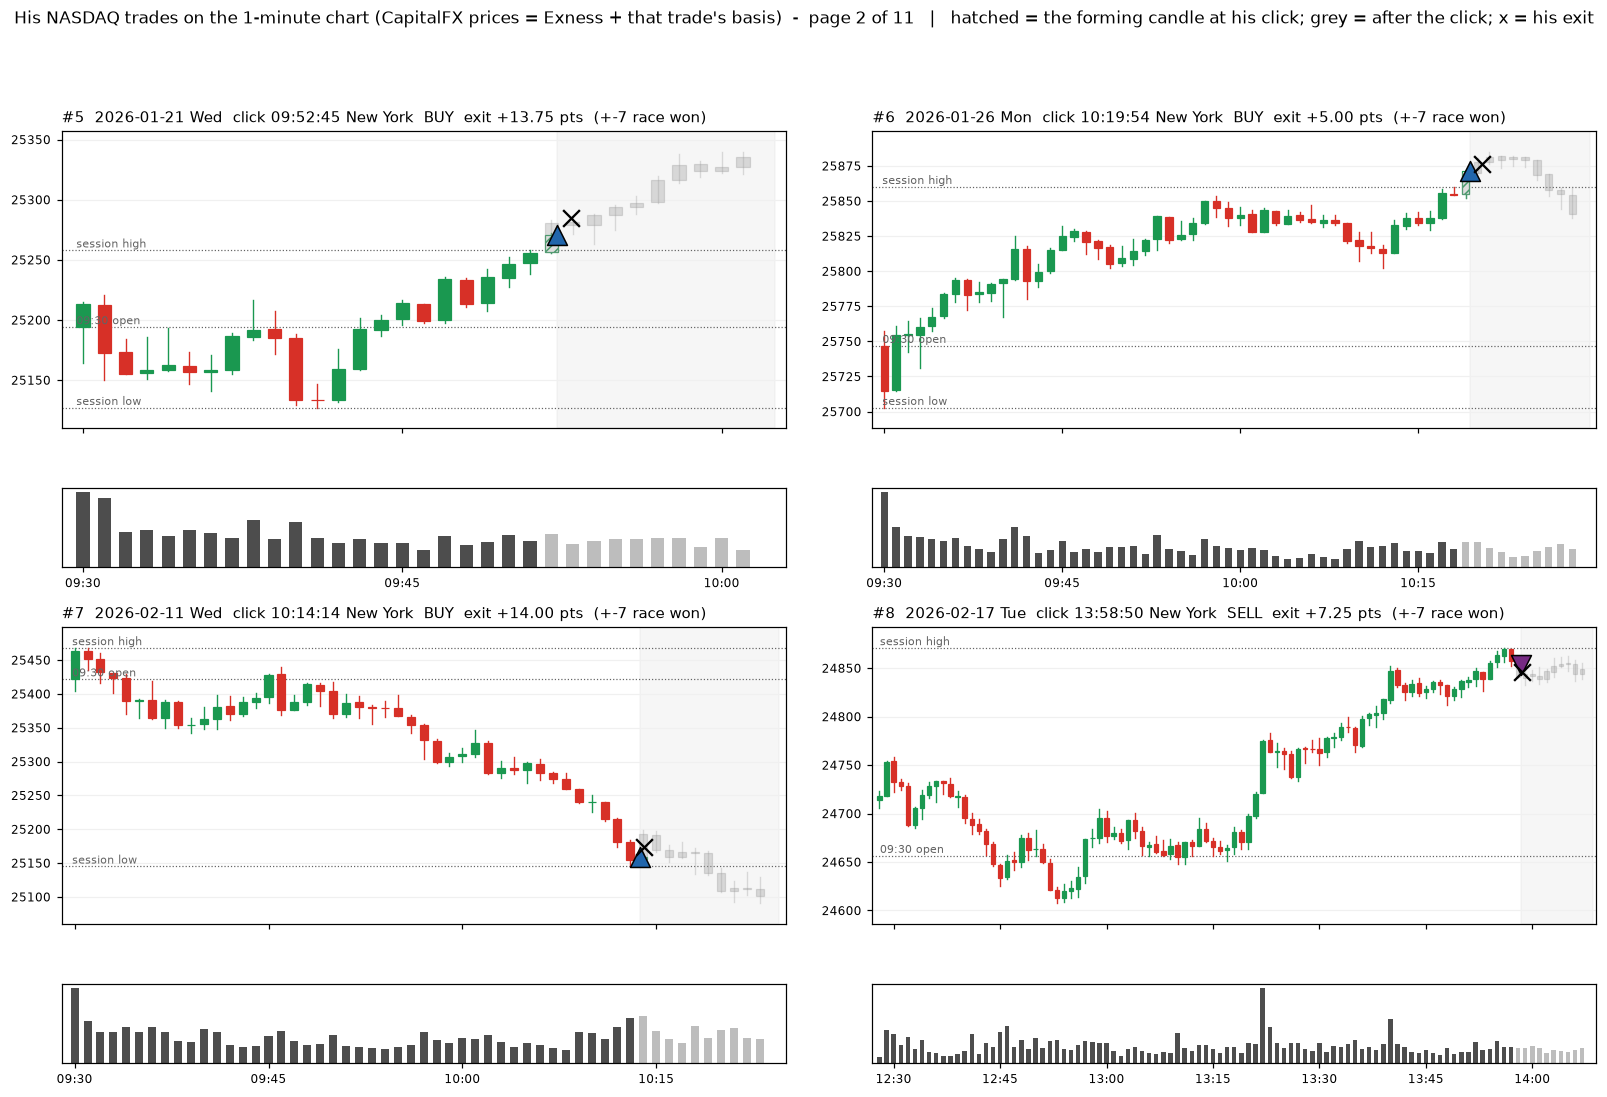 His NASDAQ trades on the 1-minute chart (CapitalFX prices = Exness + that trade's basis)  -  page 2 of 11   |   hatched = the forming candle at his click; grey = after the click; x = his exit
#5  2026-01-21 Wed  click 09:52:45 New York  BUY  exit +13.75 pts  (+-7 race won)
25350
25300
25250
25200
25150
session high
09:30 open
session low
09:30
09:45
10:00
#6  2026-01-26 Mon  click 10:19:54 New York  BUY  exit +5.00 pts  (+-7 race won)
25875
25850
25825
25800
25775
25750
25725
25700
session high
09:30 open
session low
09:30
09:45
10:00
10:15
#7  2026-02-11 Wed  click 10:14:14 New York  BUY  exit +14.00 pts  (+-7 race won)
25450
25400
25350
25300
25250
25200
25150
25100
session high
09:30 open
session low
09:30
09:45
10:00
10:15
#8  2026-02-17 Tue  click 13:58:50 New York  SELL  exit +7.25 pts  (+-7 race won)
24850
24800
24750
24700
24650
24600
session high
09:30 open
12:30
12:45
13:00
13:15
13:30
13:45
14:00